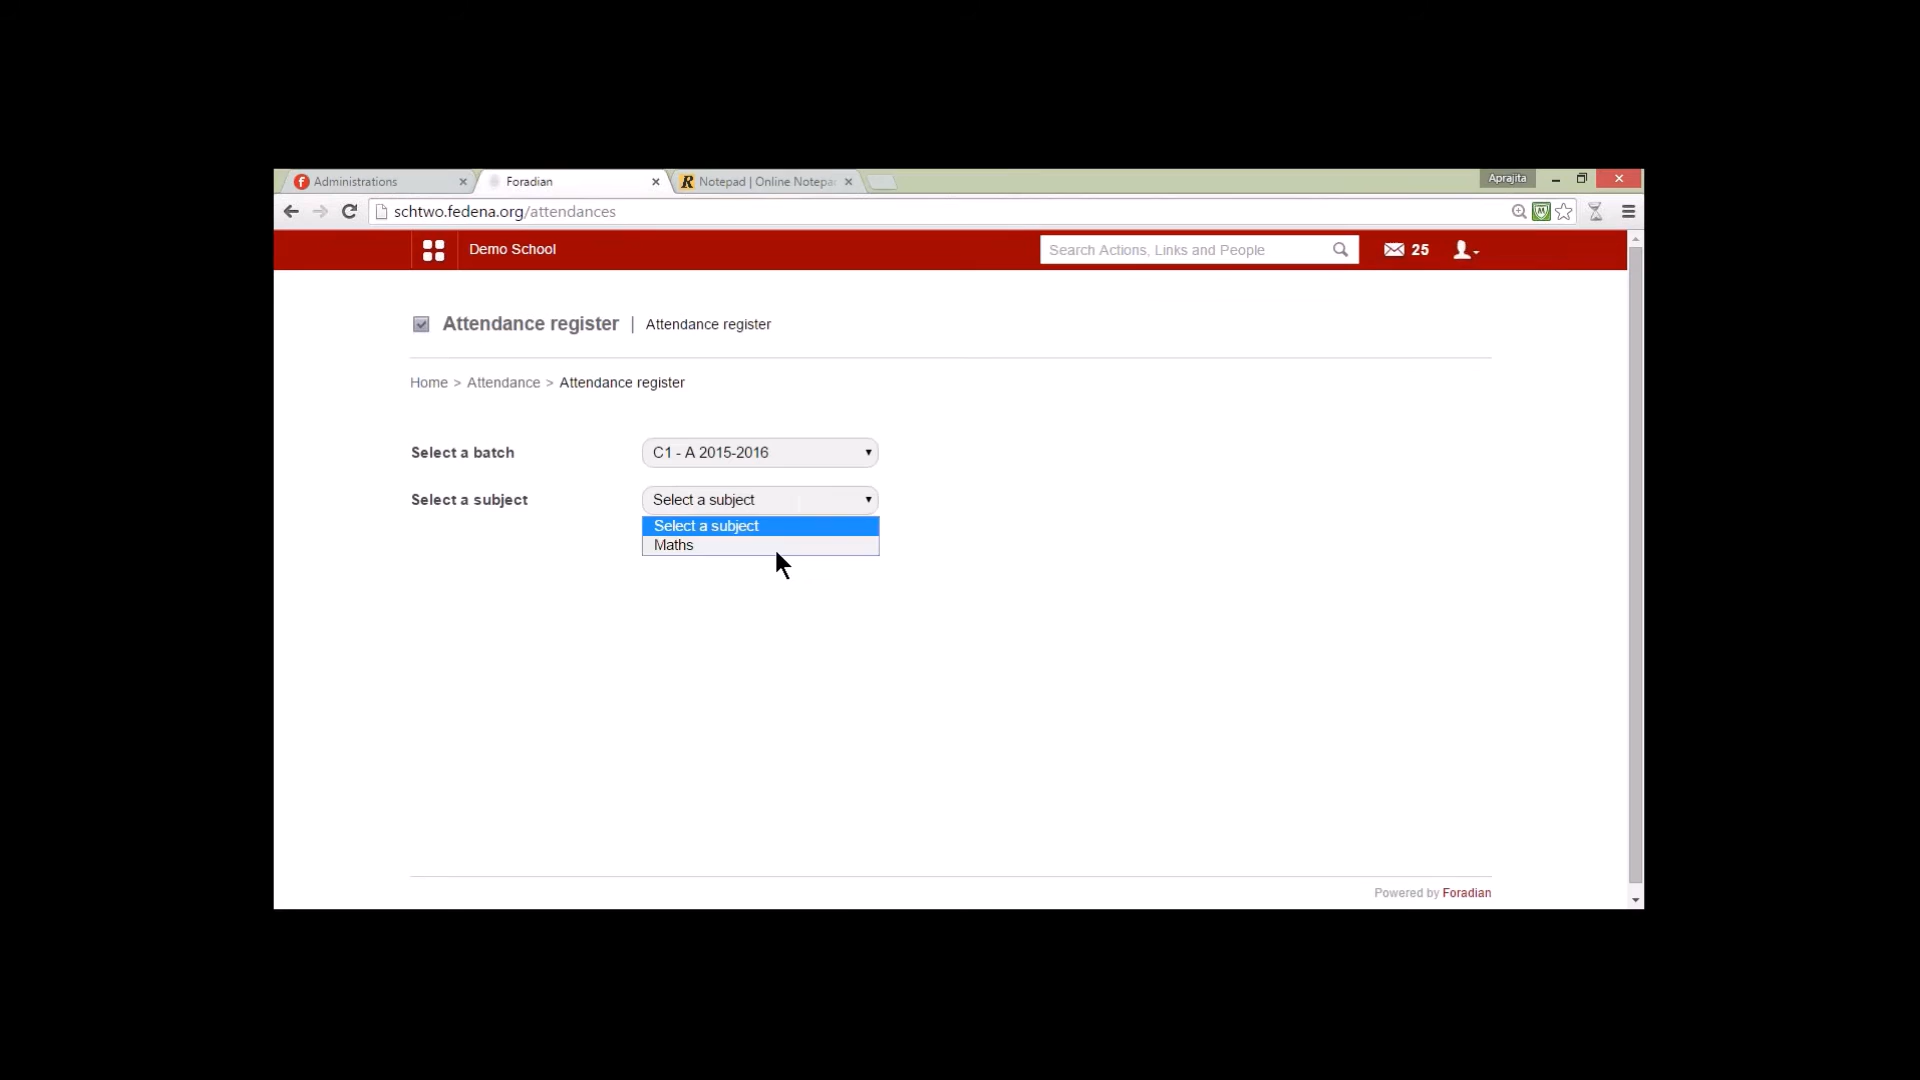 Administrations
Foradian
Notepad | Online Notepa
Aprajita
schtwo.fedena.org/attendances
Demo School
Search Actions, Links and People
25
Attendance register | Attendance register
Home > Attendance > Attendance register
Select a batch
C1 - A 2015-2016
Select a subject
Select a subject
Select a subject
Maths
Powered by Foradian